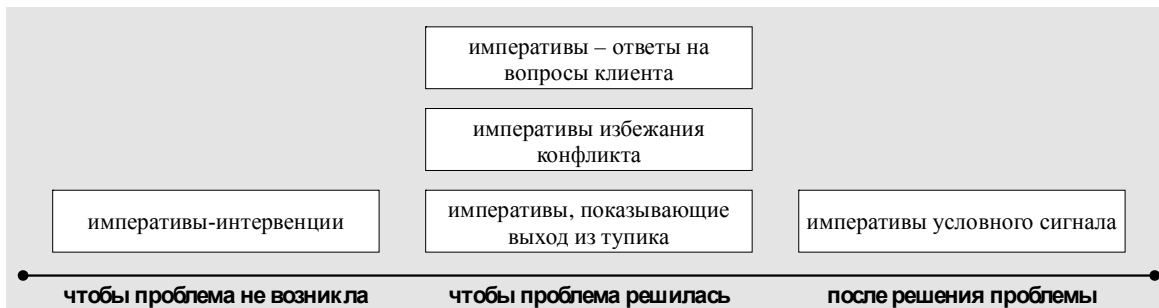 императивы – ответы на
вопросы клиента
императивы избежания
конфликта
императивы-интервенции
императивы, показывающие
выход из тупика
императивы условного сигнала
чтобы проблема не возникла
чтобы проблема решилась
после решения проблемы